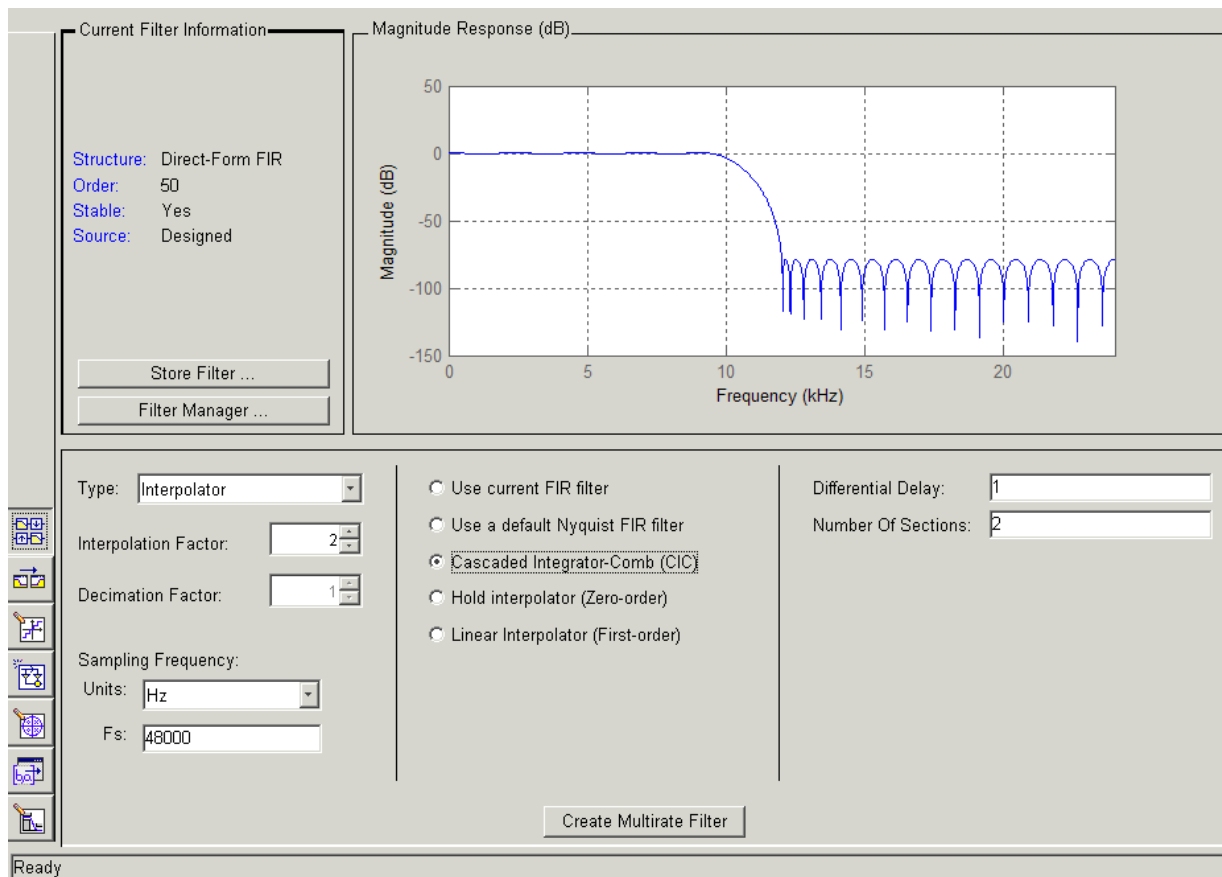 Current Filter Information
Structure: Direct-Form FIR
Order: 50
Stable: Yes
Source: Designed
Store Filter ...
Filter Manager ...
Magnitude Response (dB)
50
0
-50
-100
-150
Magnitude (dB)
0 5 10 15 20
Frequency (kHz)
Type: Interpolator
Interpolation Factor: 2
Decimation Factor: 1
Sampling Frequency:
Units: Hz
Fs: 48000
Use current FIR filter
Use a default Nyquist FIR filter
Cascaded Integrator-Comb (CIC)
Hold interpolator (Zero-order)
Linear Interpolator (First-order)
Differential Delay: 1
Number Of Sections: 2
Create Multirate Filter
[b,a]
Ready